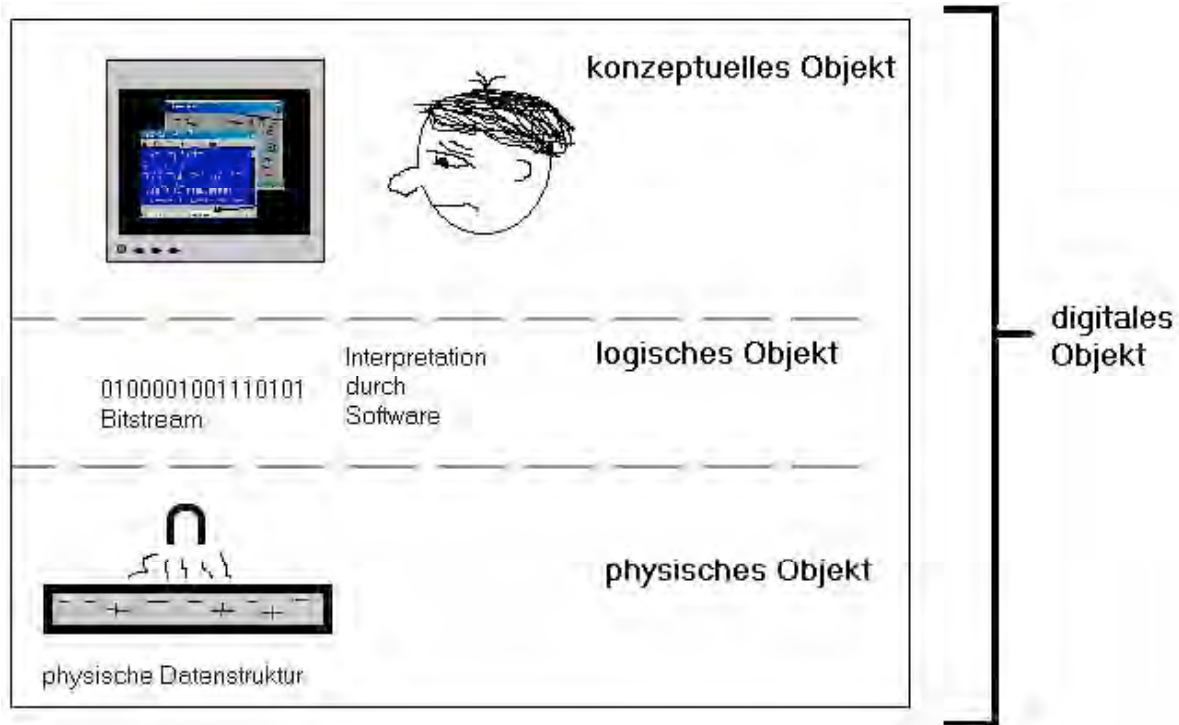 konzeptuelles Objekt
logisches Objekt
0100001001110101
Bitstream
Interpretation
durch
Software
physisches Objekt
physische Datenstruktur
digitales
Objekt